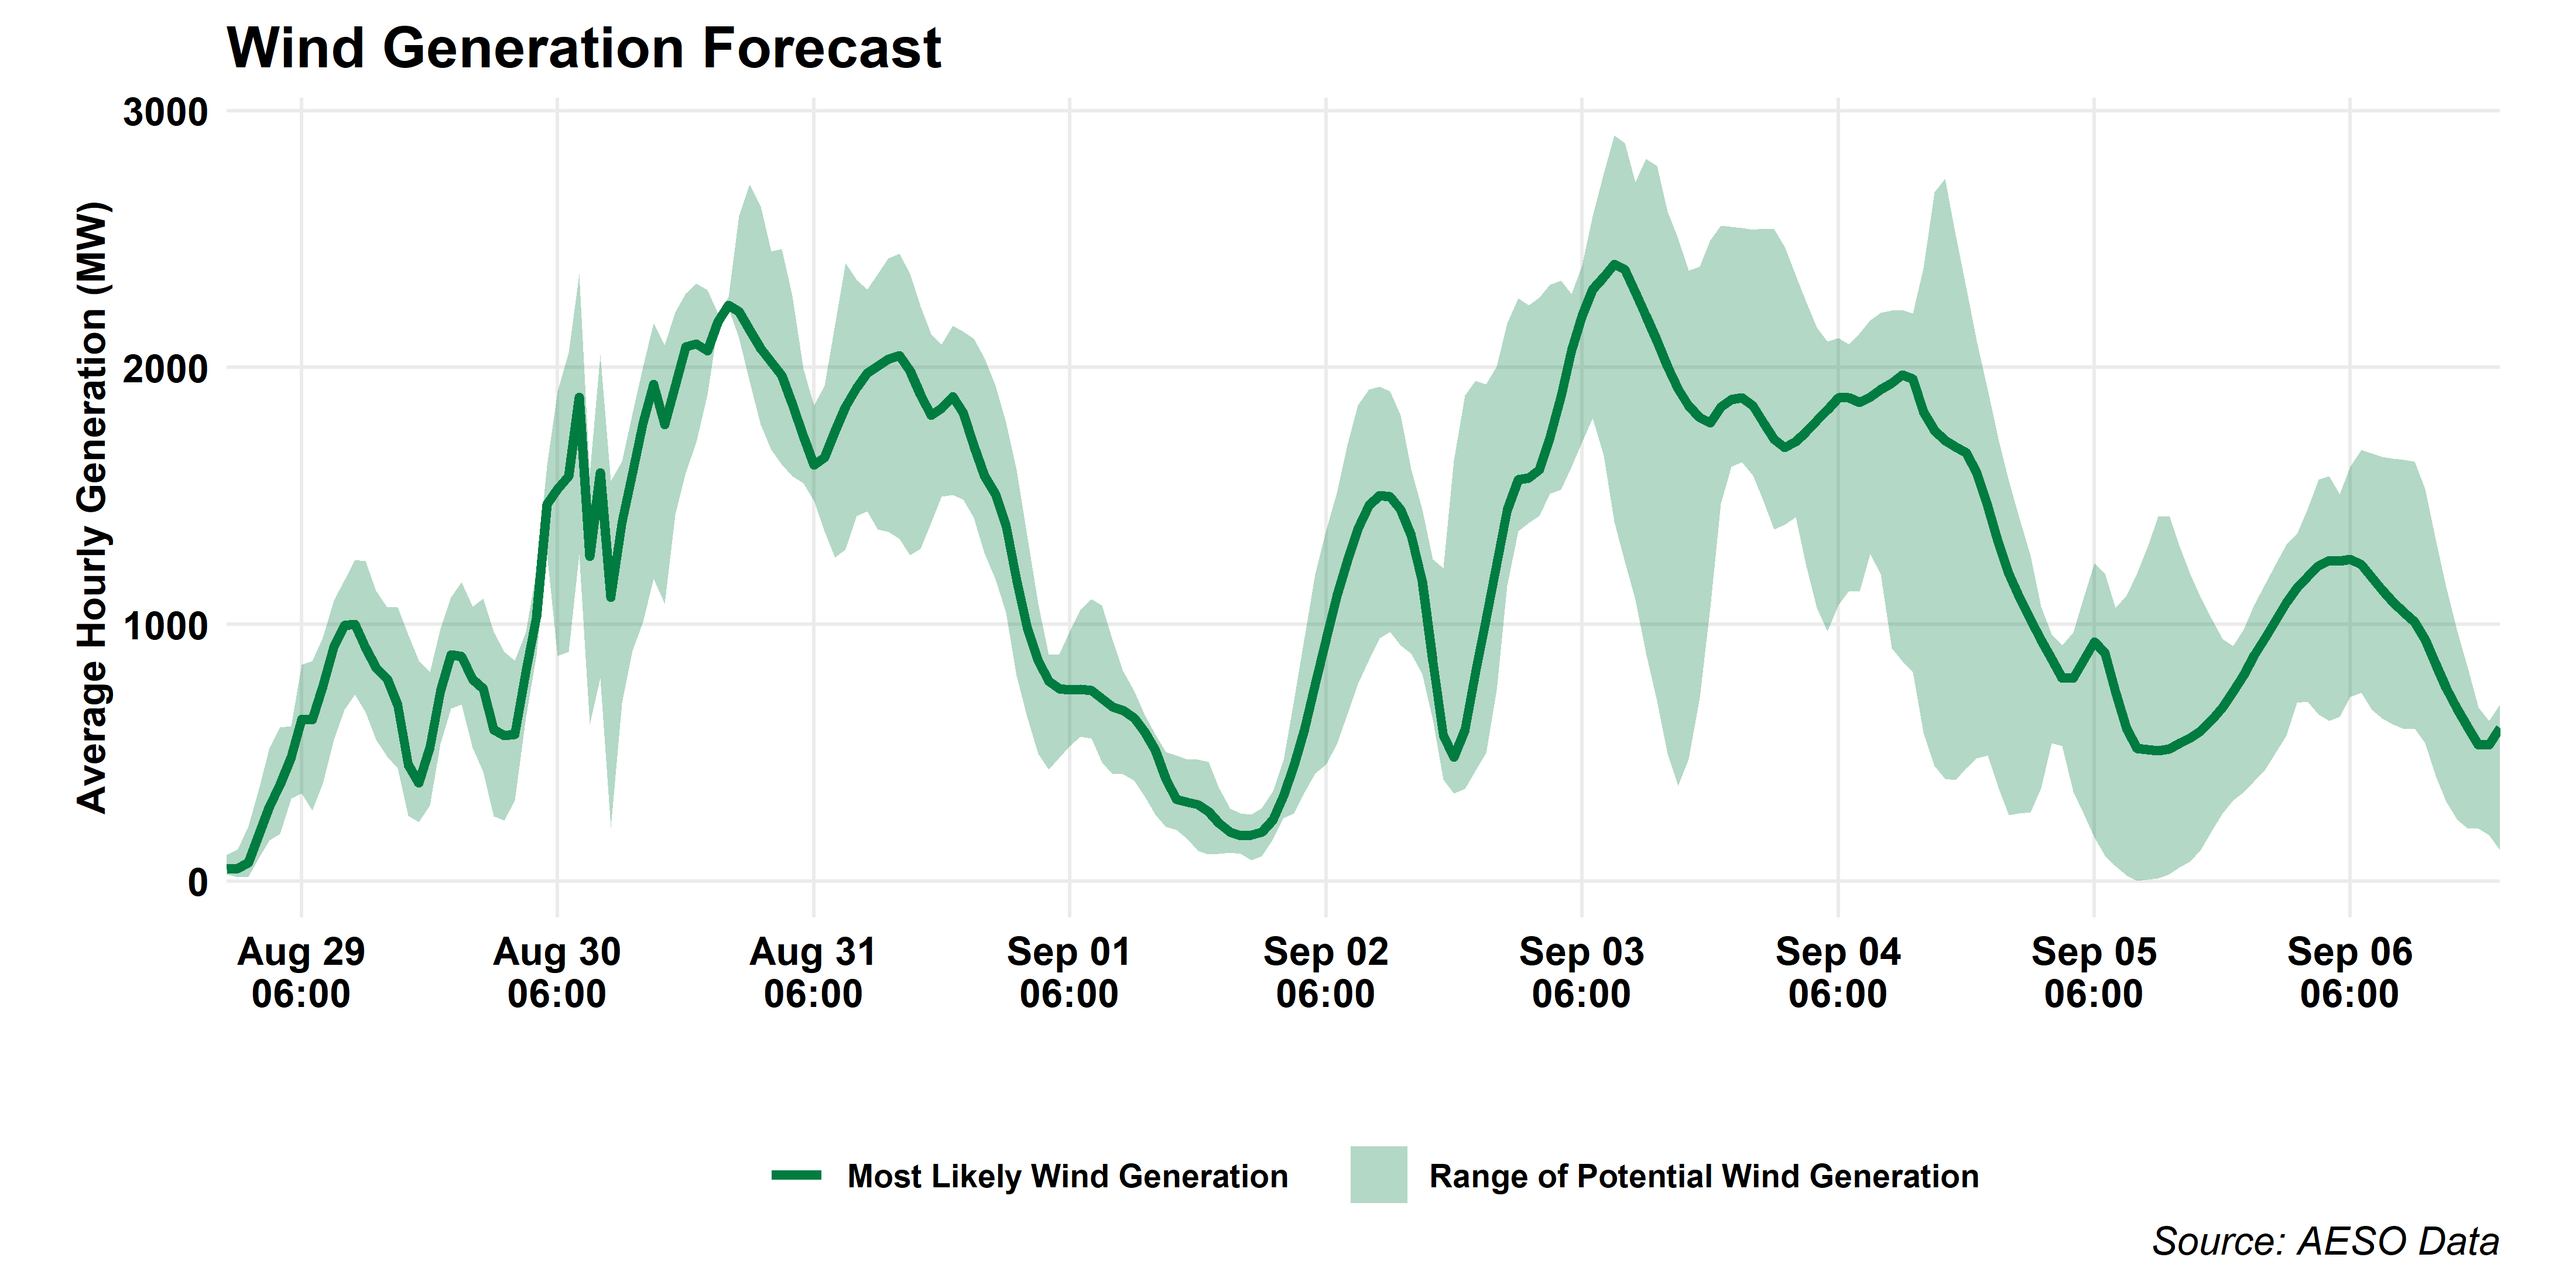 Wind Generation Forecast
Average Hourly Generation (MW)
3000
2000
1000
0
Aug 29 Aug 30 Aug 31 Sep 01 Sep 02 Sep 03 Sep 04 Sep 05 Sep 06
06:00 06:00 06:00 06:00 06:00 06:00 06:00 06:00 06:00
Most Likely Wind Generation Range of Potential Wind Generation
Source: AESO Data